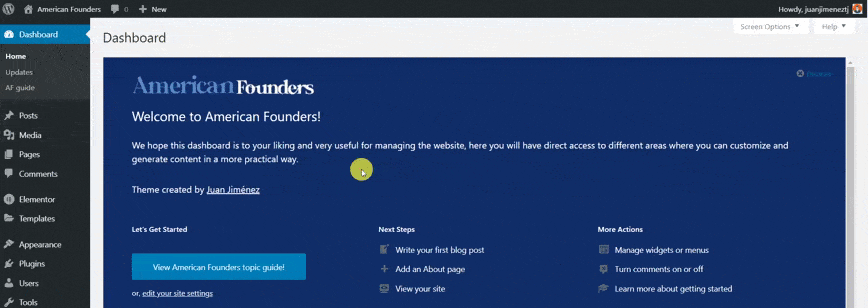 American Founders 0 New Howdy, juanjimeneztj
Screen Options Help
Dashboard
Home
Updates
AF guide
Posts
Media
Pages
Comments
Elementor
Templates
Appearance
Plugins
Users
Tools
Dashboard
American Founders
Dismiss
Welcome to American Founders!
We hope this dashboard is to your liking and very useful for managing the website, here you will have direct access to different areas where you can customize and
generate content in a more practical way.
Theme created by Juan Jiménez
Let's Get Started
View American Founders topic guide!
or, edit your site settings
Next Steps
Write your first blog post
Add an About page
View your site
More Actions
Manage widgets or menus
Turn comments on or off
Learn more about getting started